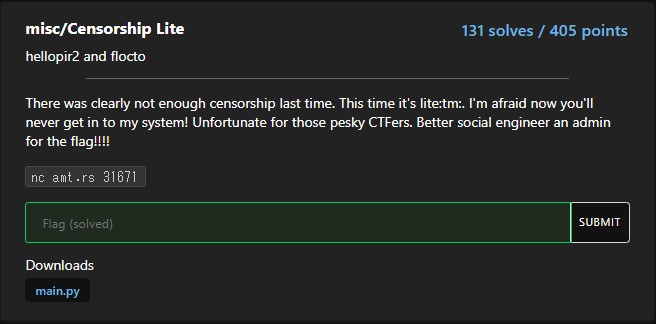 misc/Censorship Lite
131 solves / 405 points
hellopir2 and flocto
There was clearly not enough censorship last time. This time it's lite:tm:. I'm afraid now you'll
never get in to my system! Unfortunate for those pesky CTFers. Better social engineer an admin
for the flag!!!!
nc amt.rs 31671
Flag (solved)
SUBMIT
Downloads
main.py